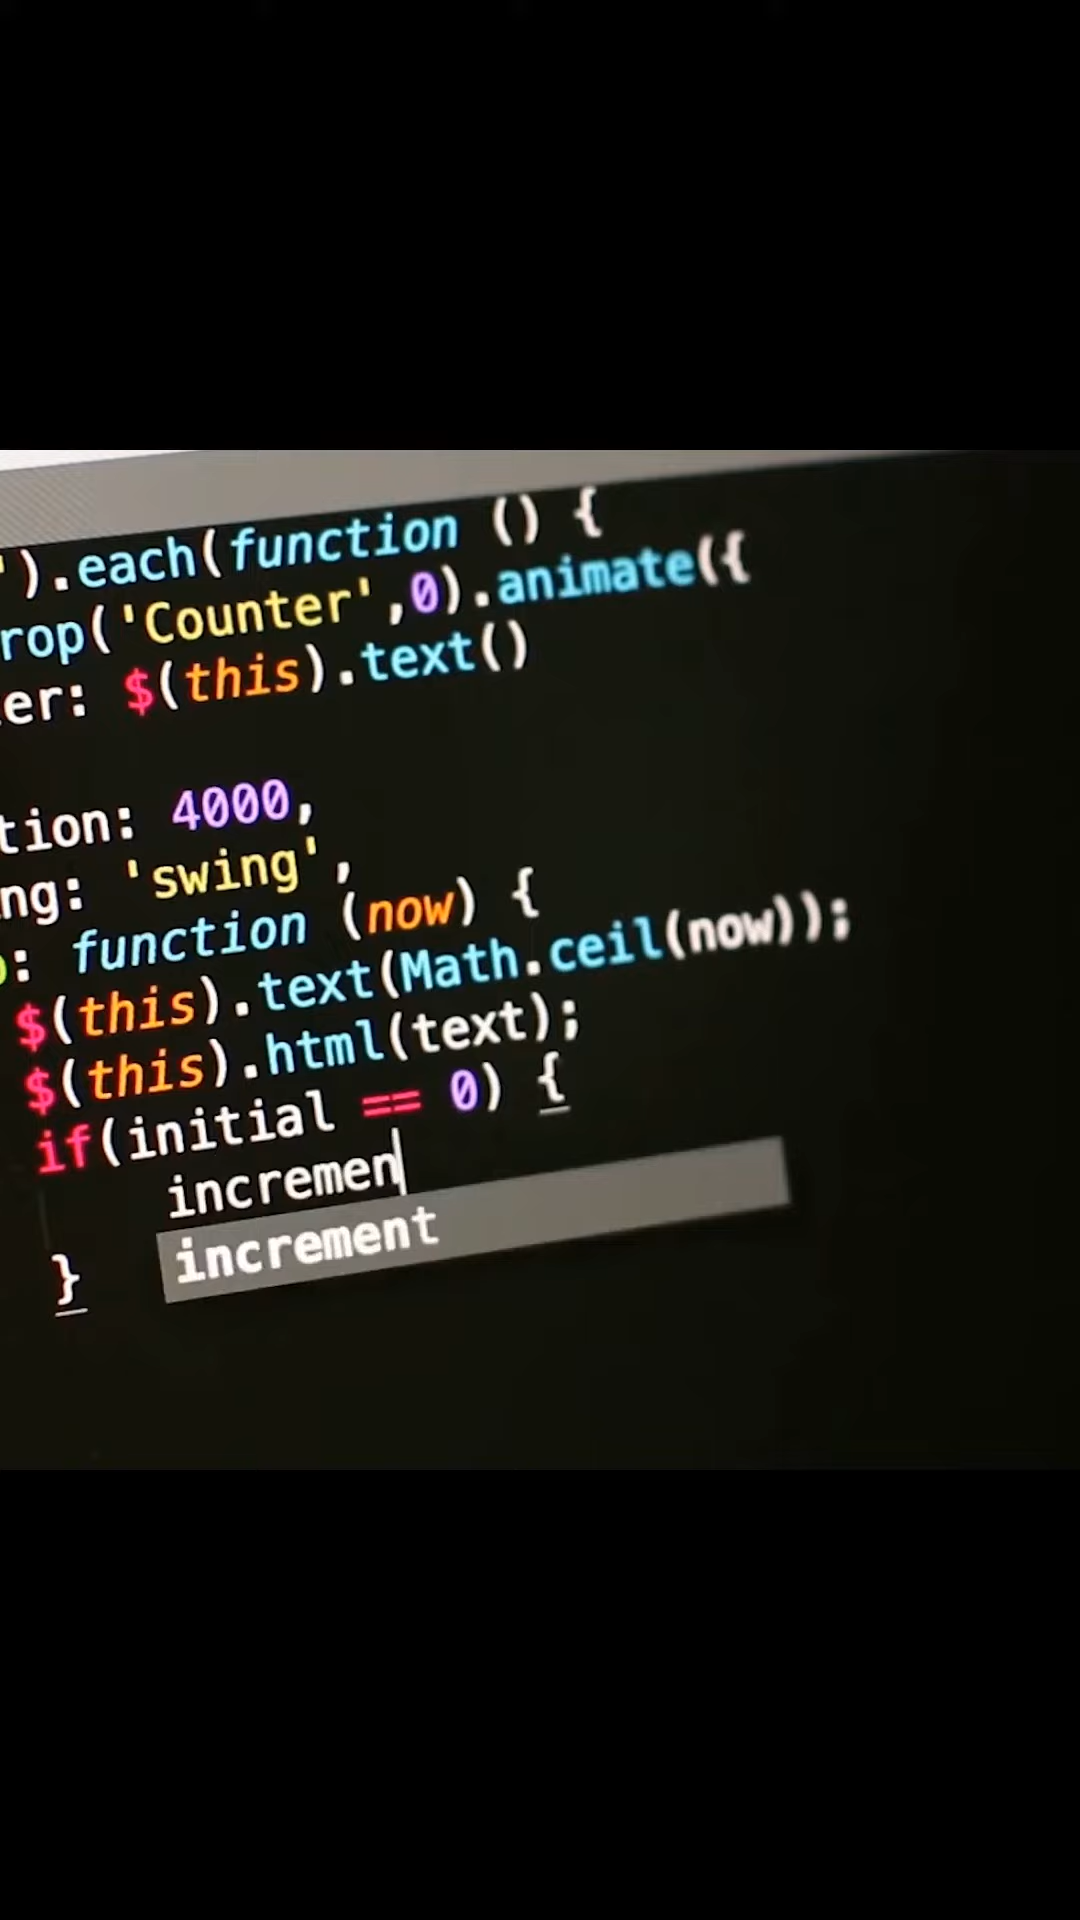 ').each(function () {
rop('Counter',0).animate({
er: $(this).text()
tion: 4000,
ng: 'swing',
: function (now) {
$(this).text(Math.ceil(now));
$(this).html(text);
if(initial == 0) {
incremen
increment
}